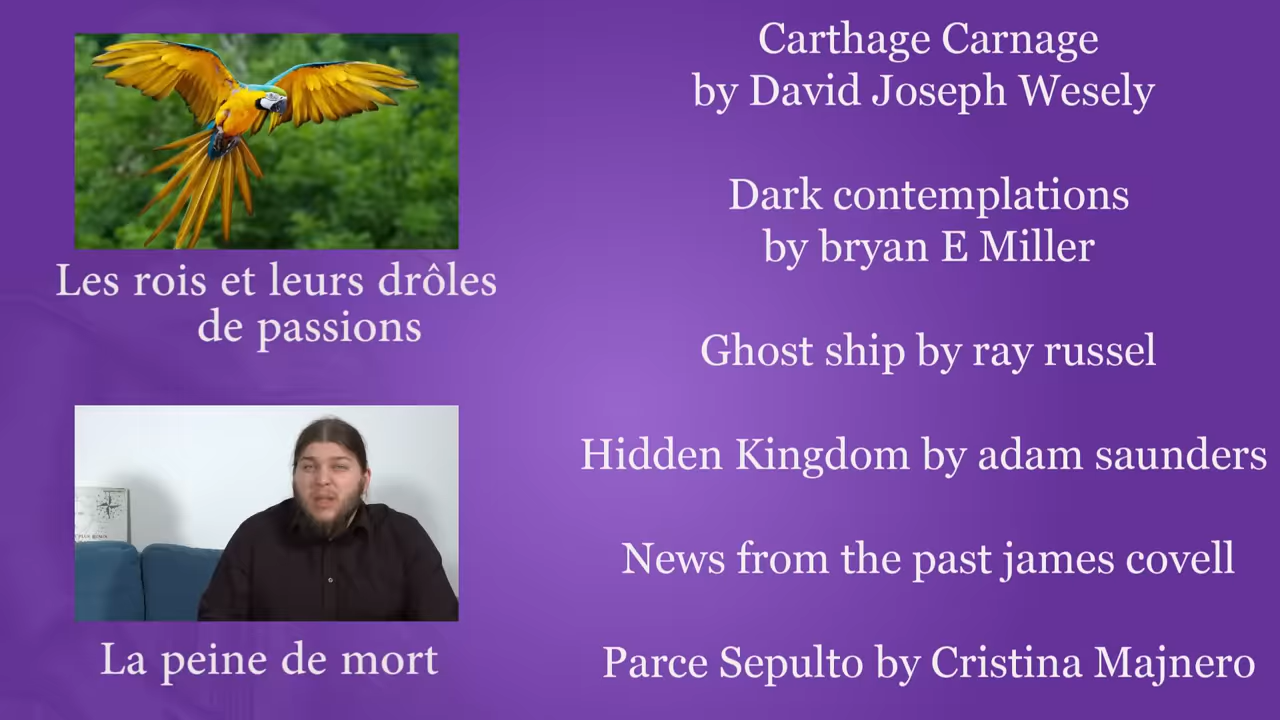 Les rois et leurs drôles
de passions
La peine de mort
Carthage Carnage
by David Joseph Wesely
Dark contemplations
by bryan E Miller
Ghost ship by ray russel
Hidden Kingdom by adam saunders
News from the past james covell
Parce Sepulto by Cristina Majnero